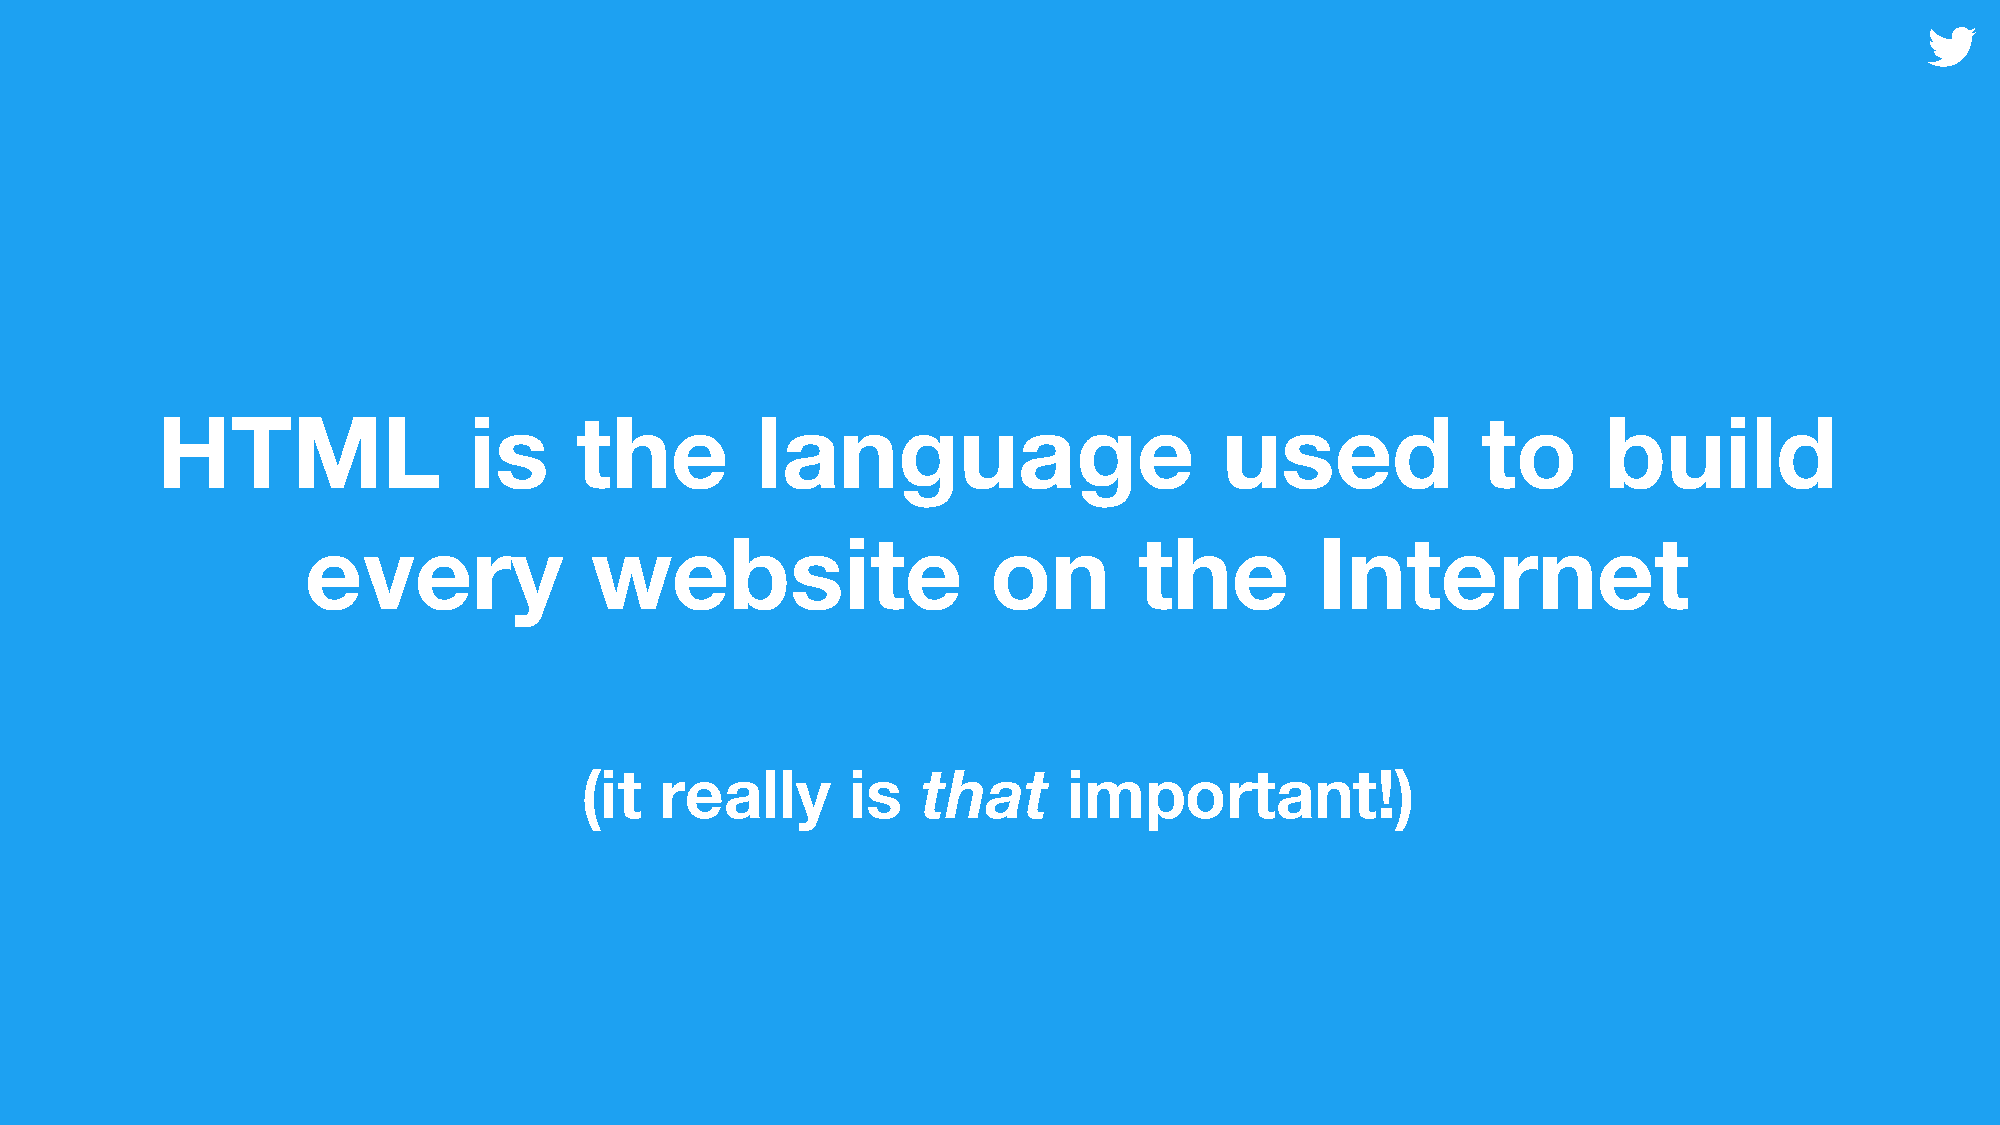 HTML is the language used to build
every website on the Internet
(it really is that important!)